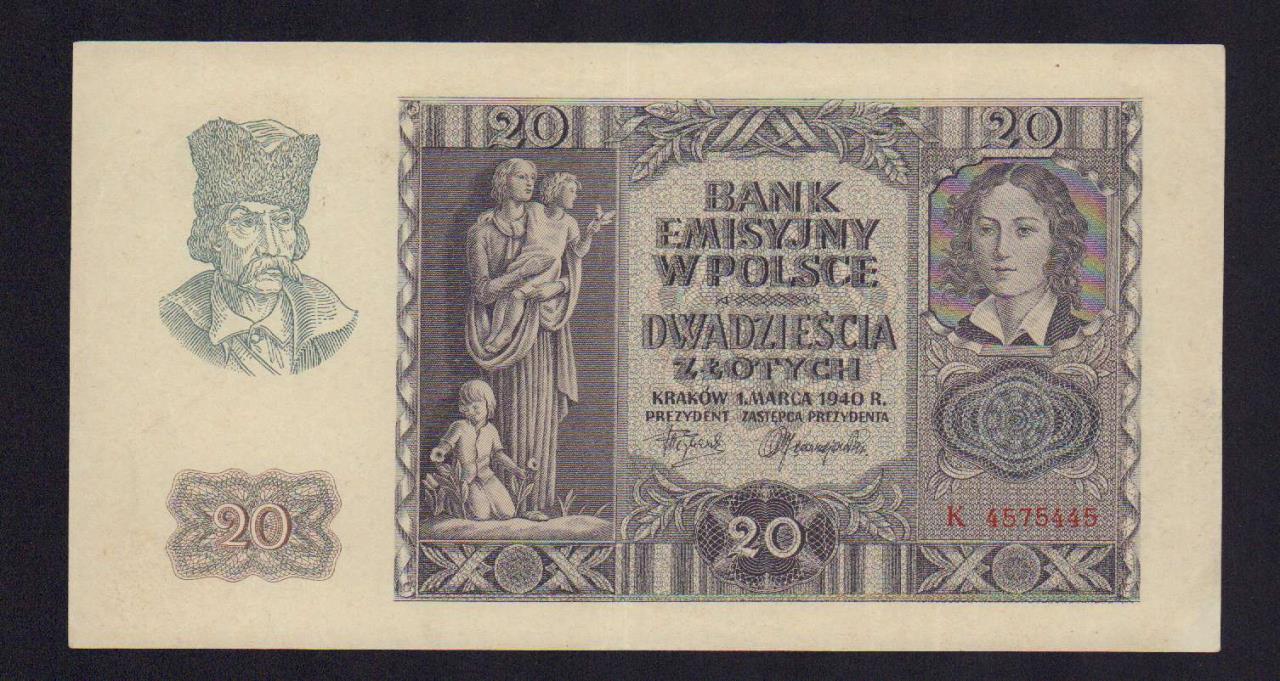 20
20
BANK
EMISYJNY
W POLSCE
DWADZIEŚCIA
ZŁOTYCH
KRAKÓW 1. MARCA 1940 R.
PREZYDENT ZASTĘPCA PREZYDENTA
K 4575445
20
20